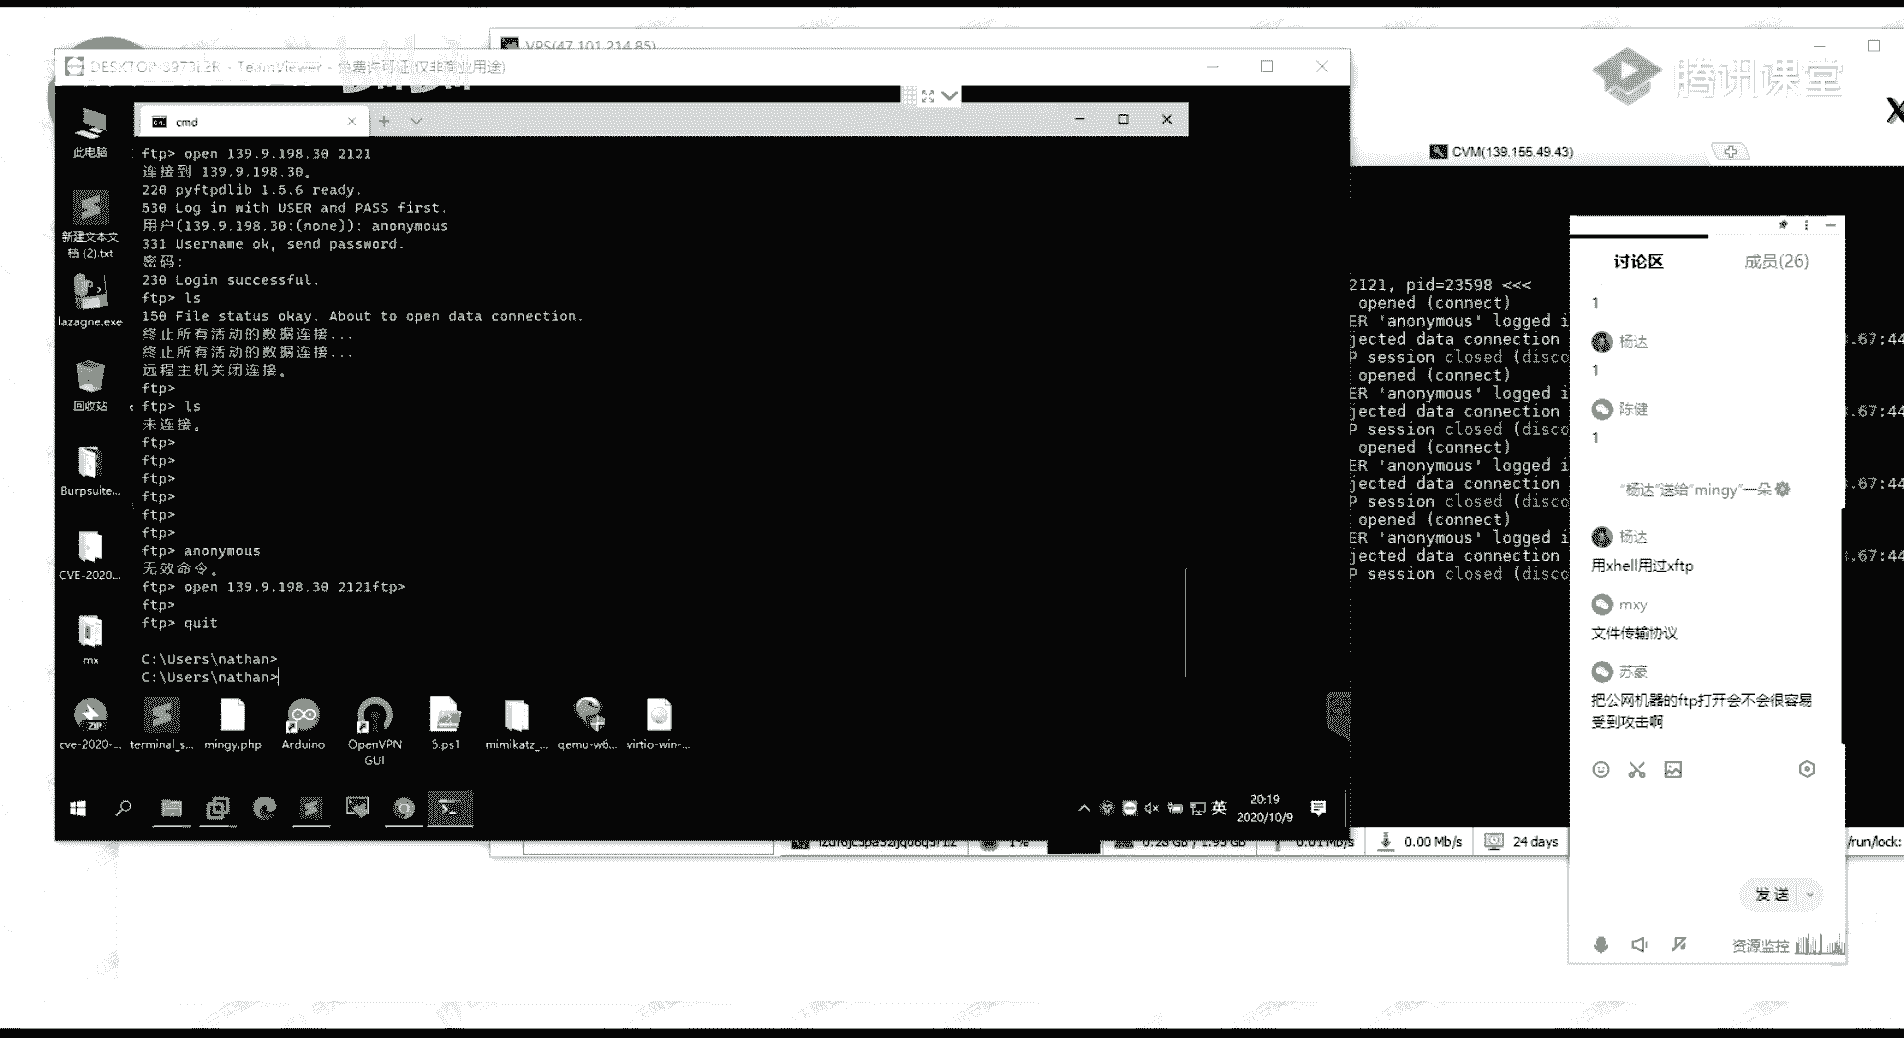 VPS(47.101.214.85)
TeamViewer - 免费许可证(仅非商业用途)
腾讯课堂
cmd
CVM(139.155.49.43)
此电脑
新建文本文
档 (2).txt
lazagne.exe
回收站
Burpsuite...
CVE-2020...
mx
ftp> open 139.9.198.30 2121
连接到 139.9.198.30。
220 pyftpdlib 1.5.6 ready.
530 Log in with USER and PASS first.
用户(139.9.198.30:(none)): anonymous
331 Username ok, send password.
密码:
230 Login successful.
ftp> ls
150 File status okay. About to open data connection.
终止所有活动的数据连接...
终止所有活动的数据连接...
远程主机关闭连接。
ftp>
ftp> ls
未连接。
ftp>
ftp>
ftp>
ftp>
ftp>
ftp>
ftp> anonymous
无效命令。
ftp> open 139.9.198.30 2121ftp>
ftp>
ftp> quit
C:\Users\nathan>
C:\Users\nathan>
cve-2020-...
terminal_s...
mingy.php
Arduino
OpenVPN
GUI
5.ps1
mimikatz_...
qemu-w6...
virtio-win-...
英
20:19
2020/10/9
2121, pid=23598 <<<
opened (connect)
ER 'anonymous' logged i
jected data connection
P session closed (disco
opened (connect)
ER 'anonymous' logged i
jected data connection
P session closed (disco
opened (connect)
ER 'anonymous' logged i
jected data connection
P session closed (disco
opened (connect)
ER 'anonymous' logged i
jected data connection
P session closed (disco
.67:44
.67:44
.67:44
.67:44
1%
0.28 GB / 1.95 GB
0.01 Mb/s
0.00 Mb/s
24 days
/run/lock:
讨论区
成员(26)
1
杨达
1
陈健
1
“杨达”送给“mingy”一朵
杨达
用xhell用过xftp
mxy
文件传输协议
苏豪
把公网机器的ftp打开会不会很容易
受到攻击啊
发送
资源监控